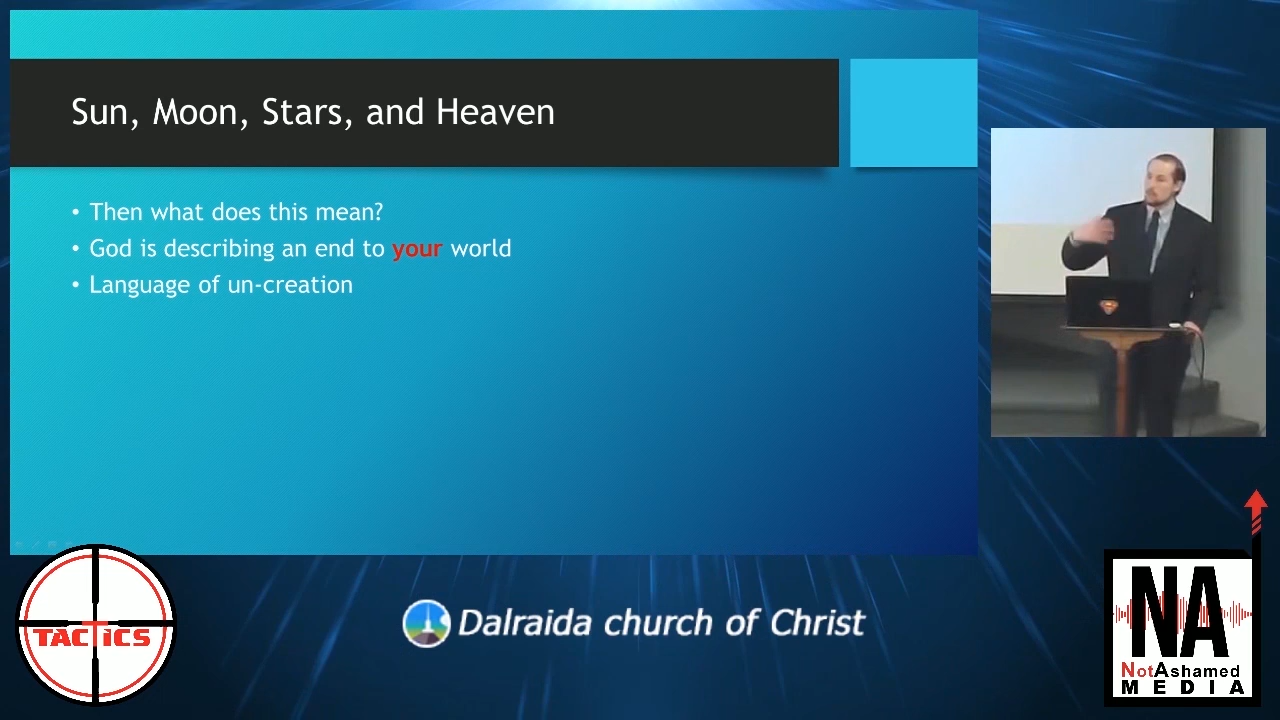 Sun, Moon, Stars, and Heaven
• Then what does this mean?
• God is describing an end to your world
• Language of un-creation
TACTICS
Dalraida church of Christ
NA
NotAshamed
MEDIA